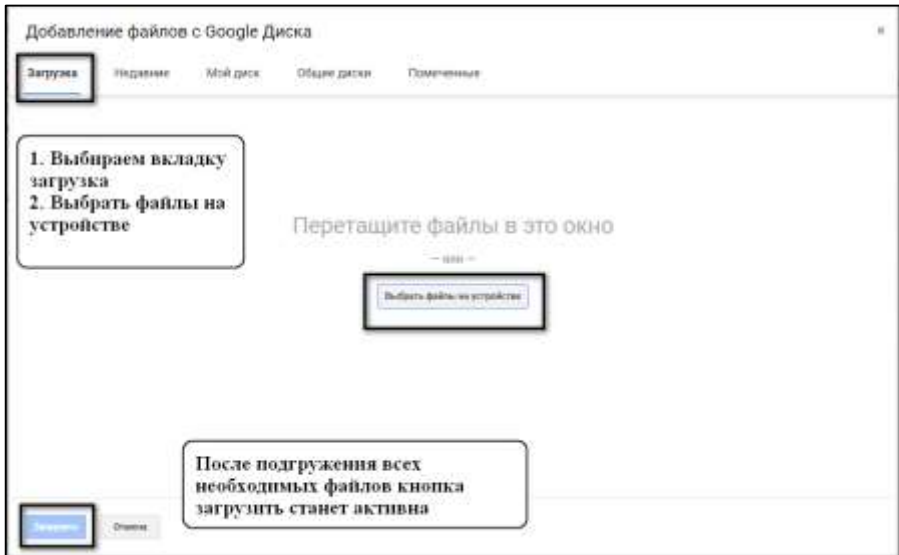 Добавление файлов с Google Диска
Загрузка Недавние Мой диск Общие диски Помеченные
1. Выбираем вкладку
загрузка
2. Выбрать файлы на
устройстве
Перетащите файлы в это окно
— или —
Выбрать файлы на устройстве
После подгружения всех
необходимых файлов кнопка
загрузить станет активна
Загрузить Отмена